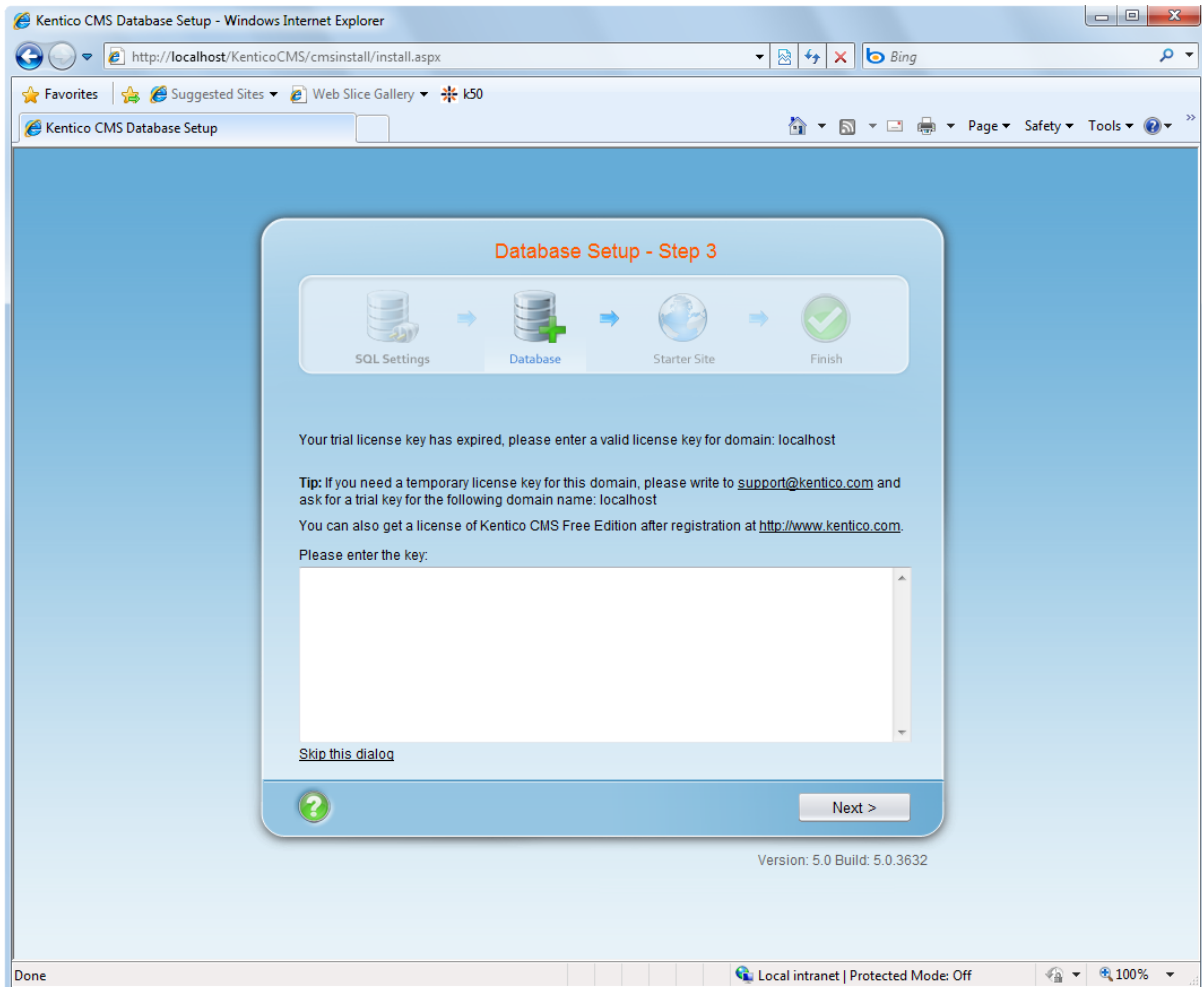 Kentico CMS Database Setup - Windows Internet Explorer
http://localhost/KenticoCMS/cmsinstall/install.aspx
Bing
Favorites Suggested Sites Web Slice Gallery k50
Kentico CMS Database Setup
Page Safety Tools
Database Setup - Step 3
SQL Settings Database Starter Site Finish
Your trial license key has expired, please enter a valid license key for domain: localhost
Tip: If you need a temporary license key for this domain, please write to support@kentico.com and
ask for a trial key for the following domain name: localhost
You can also get a license of Kentico CMS Free Edition after registration at http://www.kentico.com.
Please enter the key:
Skip this dialog
Next >
Version: 5.0 Build: 5.0.3632
Done
Local intranet | Protected Mode: Off
100%